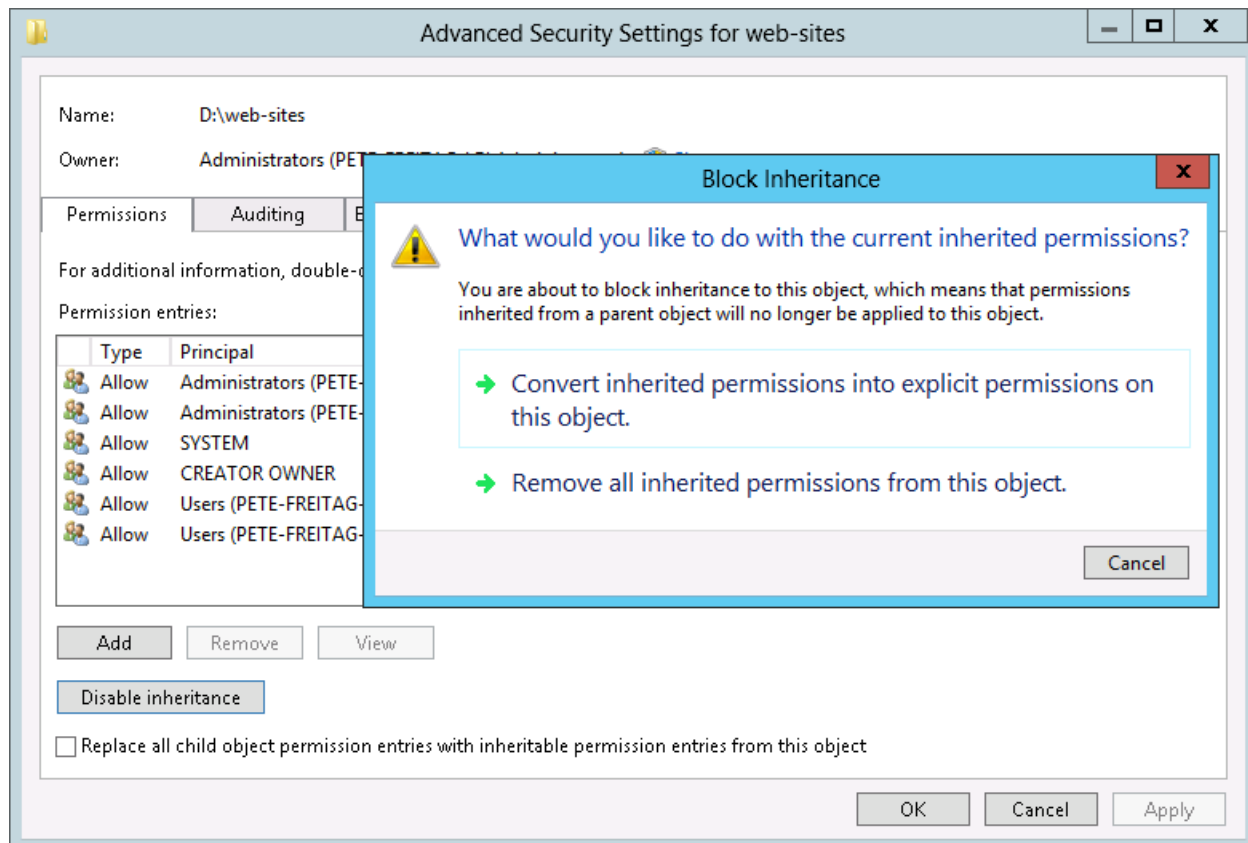 Advanced Security Settings for web-sites
Name: D:\web-sites
Owner: Administrators
Block Inheritance
Permissions Auditing
What would you like to do with the current inherited permissions?
For additional information,
You are about to block inheritance to this object, which means that permissions
inherited from a parent object will no longer be applied to this object.
Permission entries:
Type Principal
Convert inherited permissions into explicit permissions on
this object.
Allow Administrators (PETE-
Allow Administrators (PETE-
Allow SYSTEM
Allow CREATOR OWNER
Allow Users (PETE-FREITAG-
Allow Users (PETE-FREITAG-
Remove all inherited permissions from this object.
Cancel
Add Remove View
Disable inheritance
Replace all child object permission entries with inheritable permission entries from this object
OK Cancel Apply